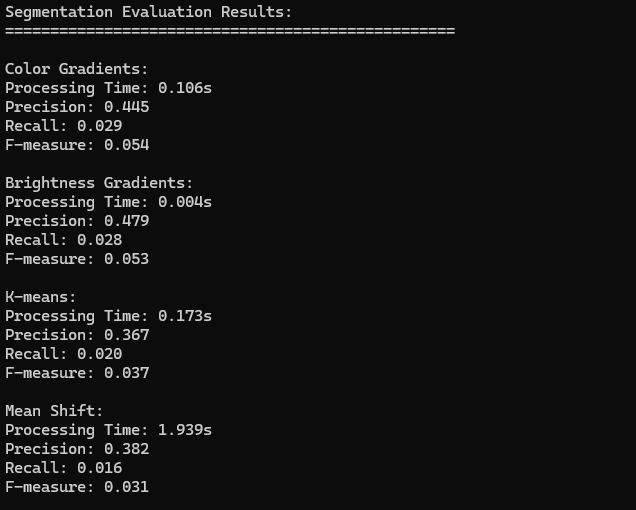 Segmentation Evaluation Results:
==================================================
Color Gradients:
Processing Time: 0.106s
Precision: 0.445
Recall: 0.029
F-measure: 0.054
Brightness Gradients:
Processing Time: 0.004s
Precision: 0.479
Recall: 0.028
F-measure: 0.053
K-means:
Processing Time: 0.173s
Precision: 0.367
Recall: 0.020
F-measure: 0.037
Mean Shift:
Processing Time: 1.939s
Precision: 0.382
Recall: 0.016
F-measure: 0.031